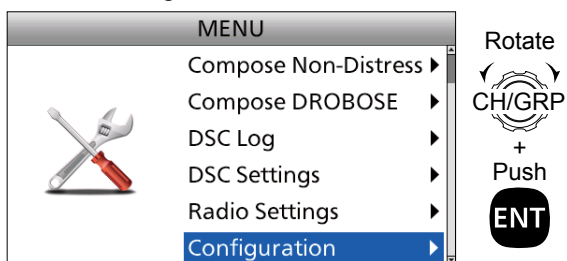 MENU
Compose Non-Distress
Compose DROBOSE
DSC Log
DSC Settings
Radio Settings
Configuration
Rotate
CH/GRP
+
Push
ENT